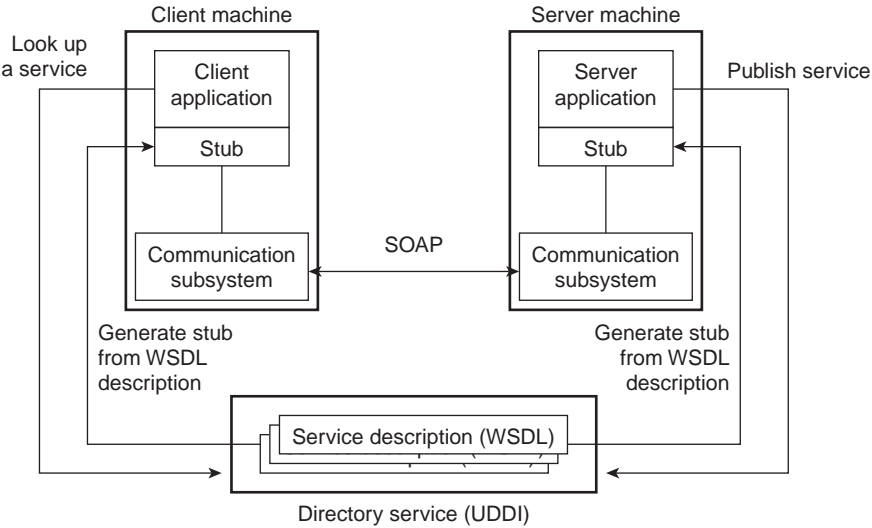 Client machine
Server machine
Look up
a service
Client
application
Server
application
Publish service
Stub
Stub
SOAP
Communication
subsystem
Communication
subsystem
Generate stub
from WSDL
description
Generate stub
from WSDL
description
Service description (WSDL)
Directory service (UDDI)